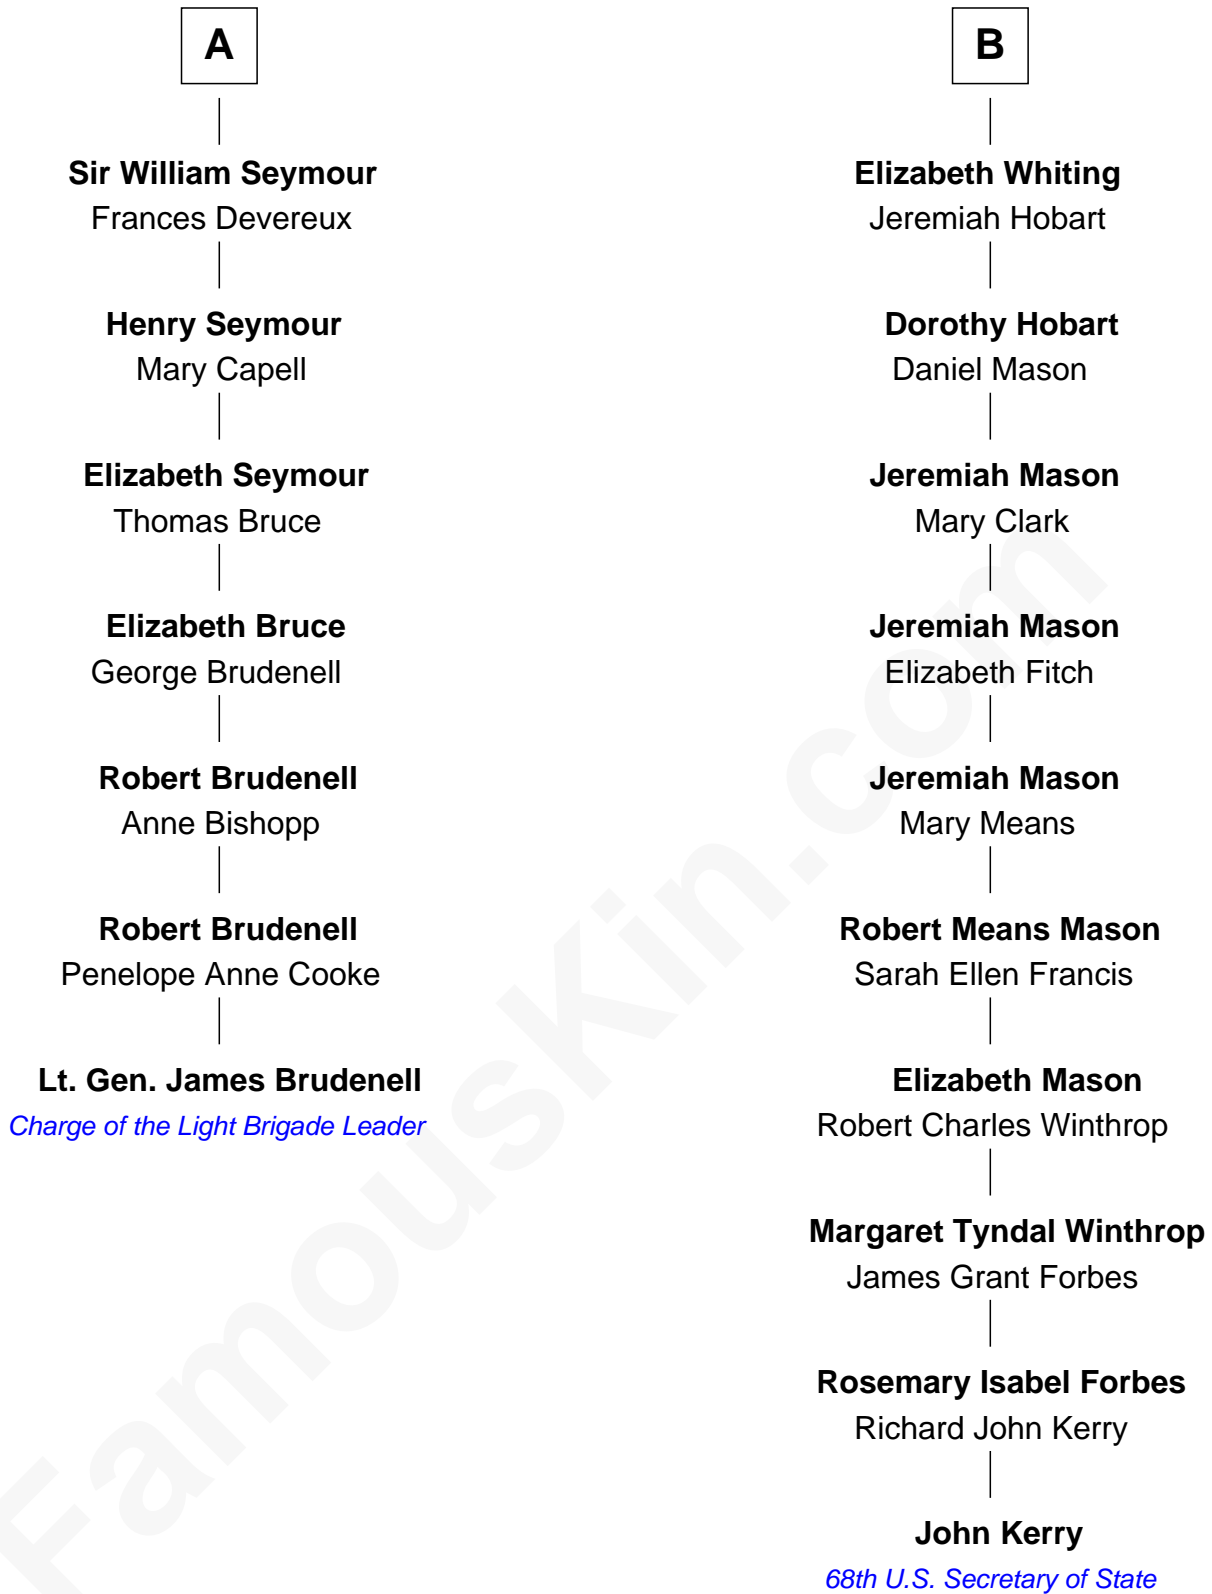 A
Sir William Seymour
Frances Devereux
Henry Seymour
Mary Capell
Elizabeth Seymour
Thomas Bruce
Elizabeth Bruce
George Brudenell
Robert Brudenell
Anne Bishopp
Robert Brudenell
Penelope Anne Cooke
Lt. Gen. James Brudenell
Charge of the Light Brigade Leader
B
Elizabeth Whiting
Jeremiah Hobart
Dorothy Hobart
Daniel Mason
Jeremiah Mason
Mary Clark
Jeremiah Mason
Elizabeth Fitch
Jeremiah Mason
Mary Means
Robert Means Mason
Sarah Ellen Francis
Elizabeth Mason
Robert Charles Winthrop
Margaret Tyndal Winthrop
James Grant Forbes
Rosemary Isabel Forbes
Richard John Kerry
John Kerry
68th U.S. Secretary of State
FamousKin.com